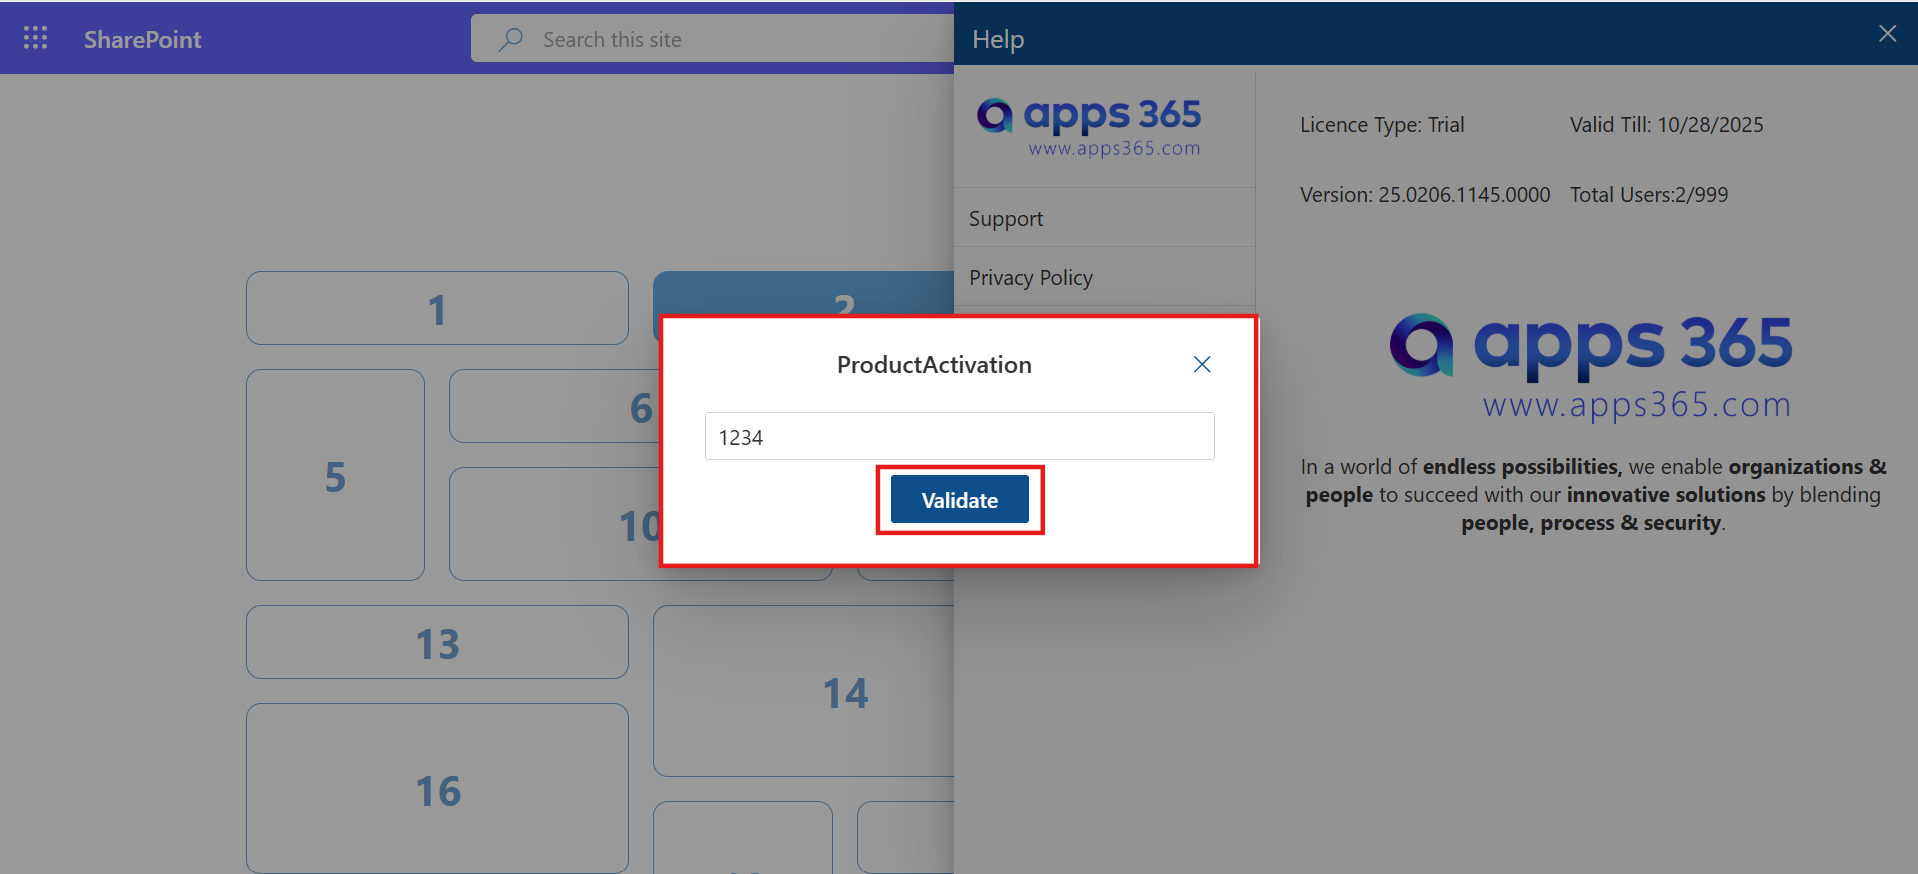 SharePoint
Search this site
Help
apps 365
www.apps365.com
Licence Type: Trial
Valid Till: 10/28/2025
Version: 25.0206.1145.0000
Total Users:2/999
Support
Privacy Policy
1
2
ProductActivation
1234
Validate
5
6
10
13
14
16
apps 365
www.apps365.com
In a world of endless possibilities, we enable organizations &
people to succeed with our innovative solutions by blending
people, process & security.